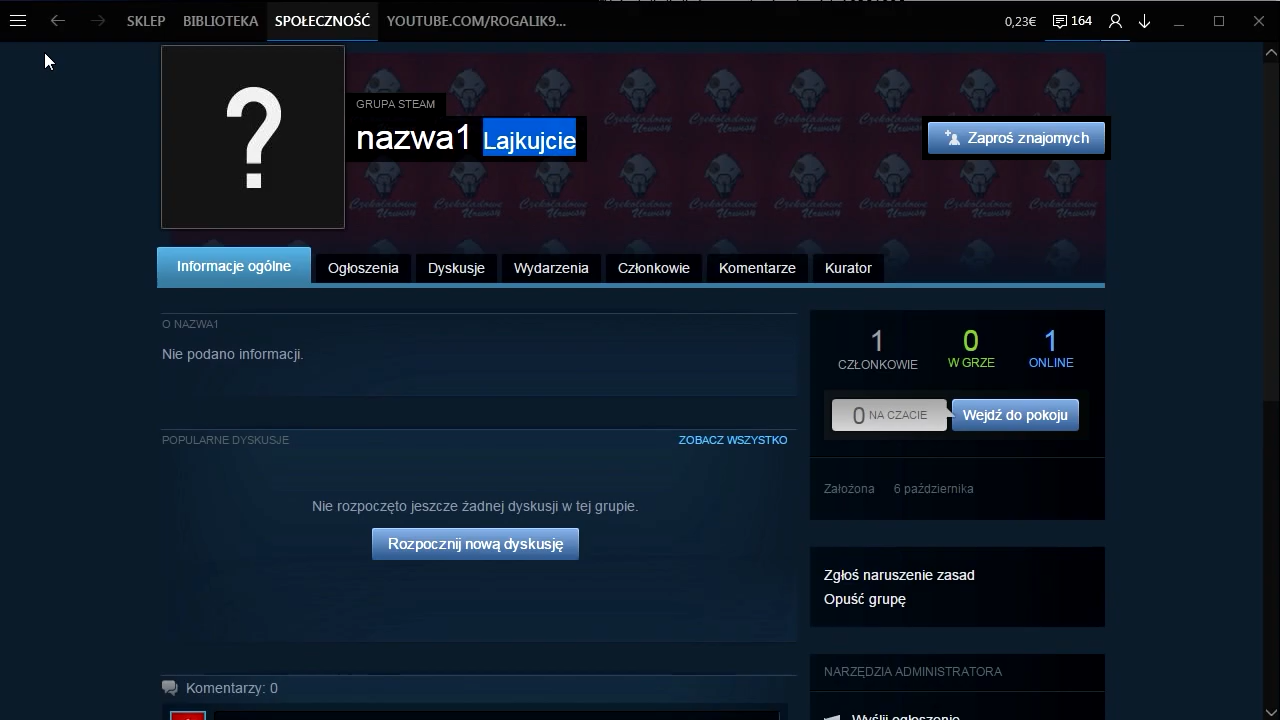 SKLEP BIBLIOTEKA SPOŁECZNOŚĆ YOUTUBE.COM/ROGALIK9... 0,23€ 164
?
GRUPA STEAM
nazwa1 Lajkujcie
Zaproś znajomych
Informacje ogólne Ogłoszenia Dyskusje Wydarzenia Członkowie Komentarze Kurator
O NAZWA1
Nie podano informacji.
1 0 1
CZŁONKOWIE W GRZE ONLINE
0 NA CZACIE Wejdź do pokoju
POPULARNE DYSKUSJE ZOBACZ WSZYSTKO
Założona 6 października
Nie rozpoczęto jeszcze żadnej dyskusji w tej grupie.
Rozpocznij nową dyskusję
Zgłoś naruszenie zasad
Opuść grupę
NARZĘDZIA ADMINISTRATORA
Komentarzy: 0
Wyślij ogłoszenie